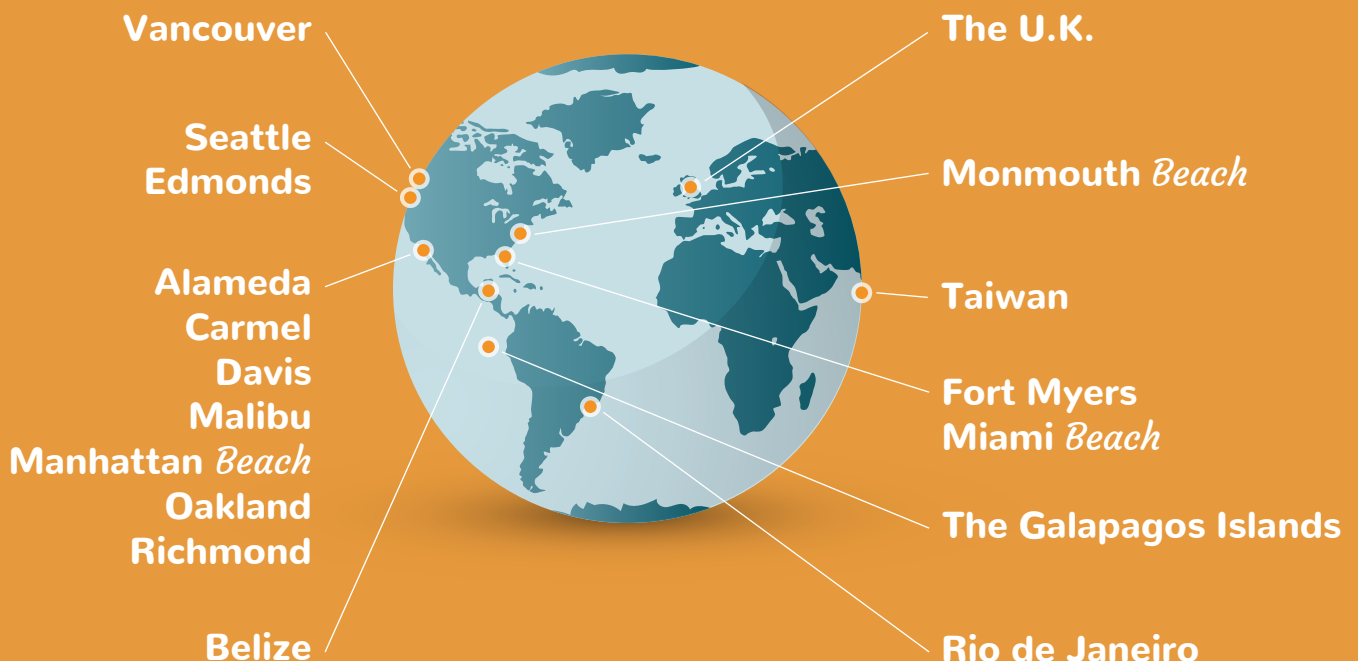 Vancouver
Seattle
Edmonds
Alameda
Carmel
Davis
Malibu
Manhattan Beach
Oakland
Richmond
Belize
The U.K.
Monmouth Beach
Taiwan
Fort Myers
Miami Beach
The Galapagos Islands
Rio de Janeiro